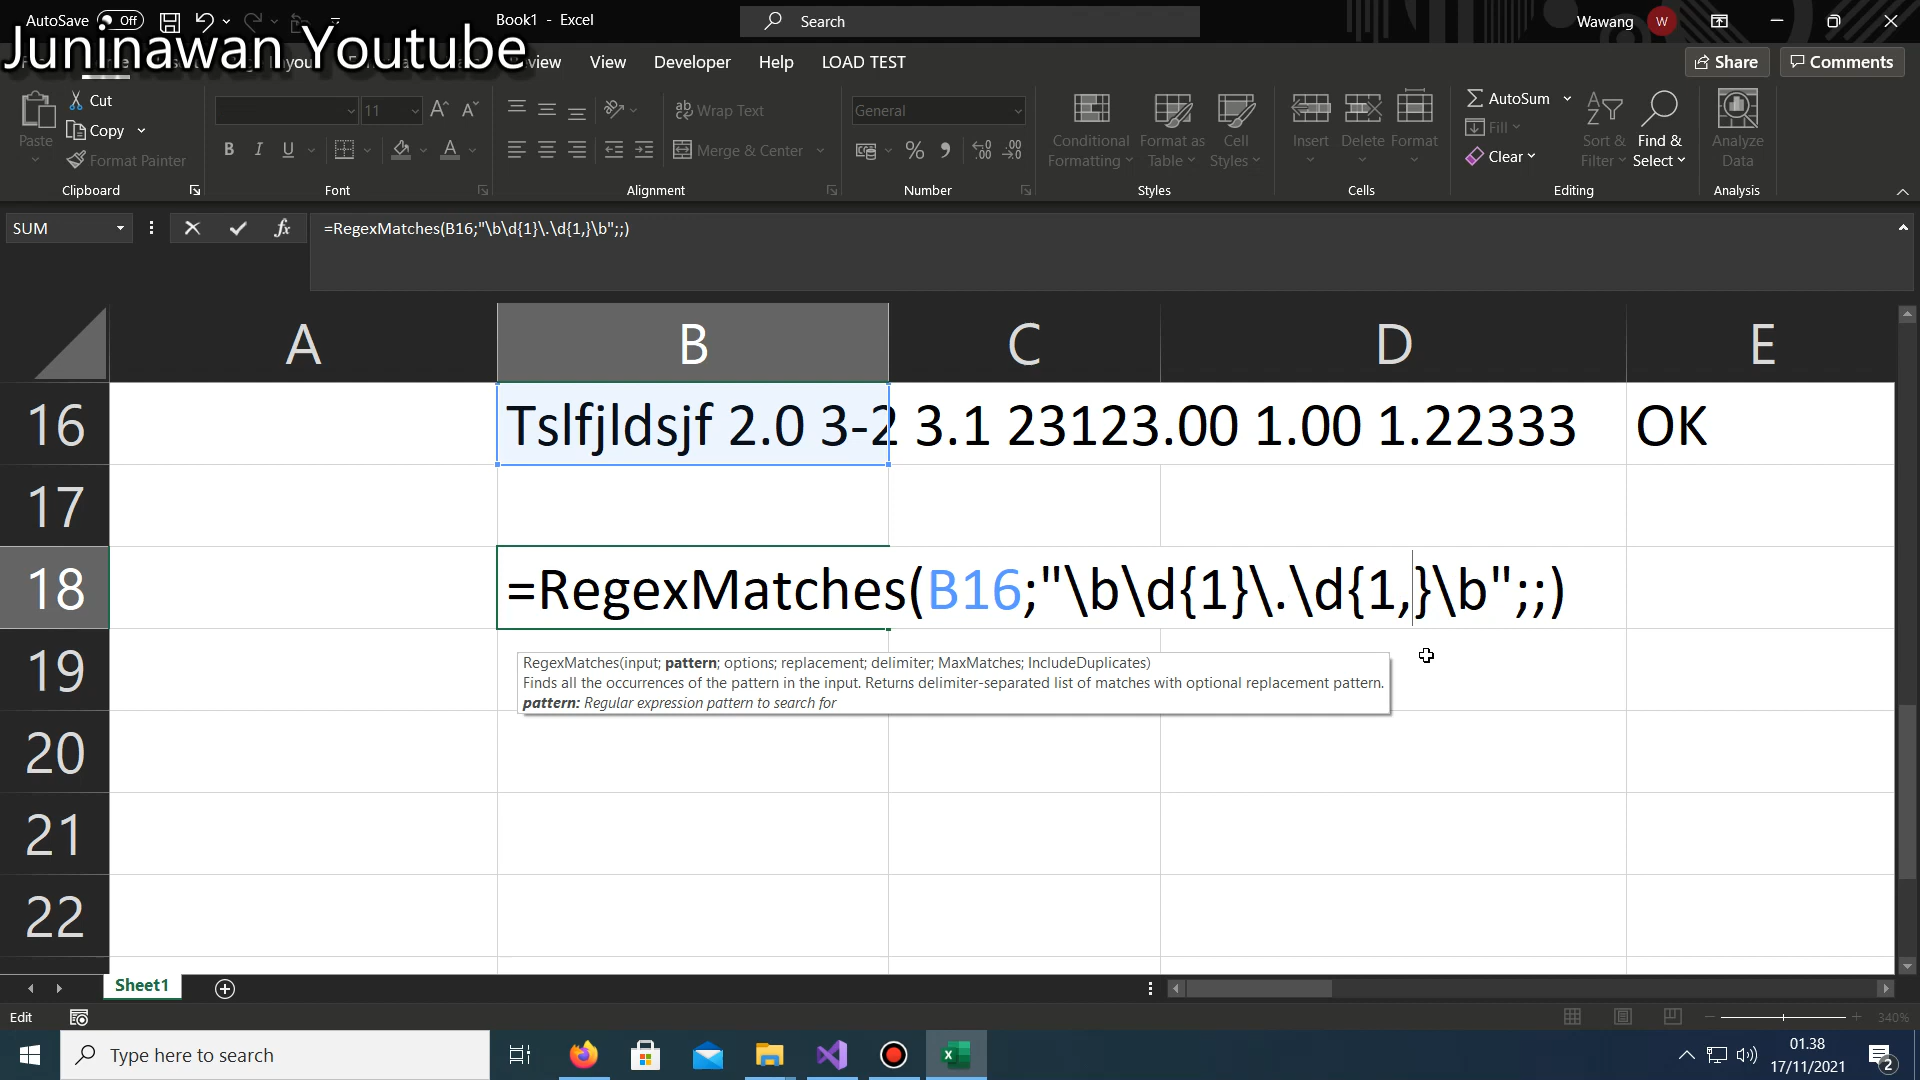 AutoSave Off
Book1 - Excel
Search
Wawang W
Juninawan Youtube
View
Developer
Help
LOAD TEST
Share
Comments
Paste
Cut
Copy
Format Painter
Clipboard
11
B I U
Font
Wrap Text
Merge & Center
Alignment
General
Number
Conditional Formatting
Format as Table
Cell Styles
Styles
Insert
Delete
Format
Cells
AutoSum
Fill
Clear
Sort & Filter
Find & Select
Editing
Analyze Data
Analysis
SUM
fx
=RegexMatches(B16;"\b\d{1}\.\d{1,}\b";;)
A B C D E
16 Tslfjldsjf 2.0 3-2 3.1 23123.00 1.00 1.22333 OK
17
18 =RegexMatches(B16;"\b\d{1}\.\d{1,}\b";;)
19
RegexMatches(input; pattern; options; replacement; delimiter; MaxMatches; IncludeDuplicates)
Finds all the occurrences of the pattern in the input. Returns delimiter-separated list of matches with optional replacement pattern.
pattern: Regular expression pattern to search for
20
21
22
Sheet1
Edit
340%
Type here to search
01.38
17/11/2021
2